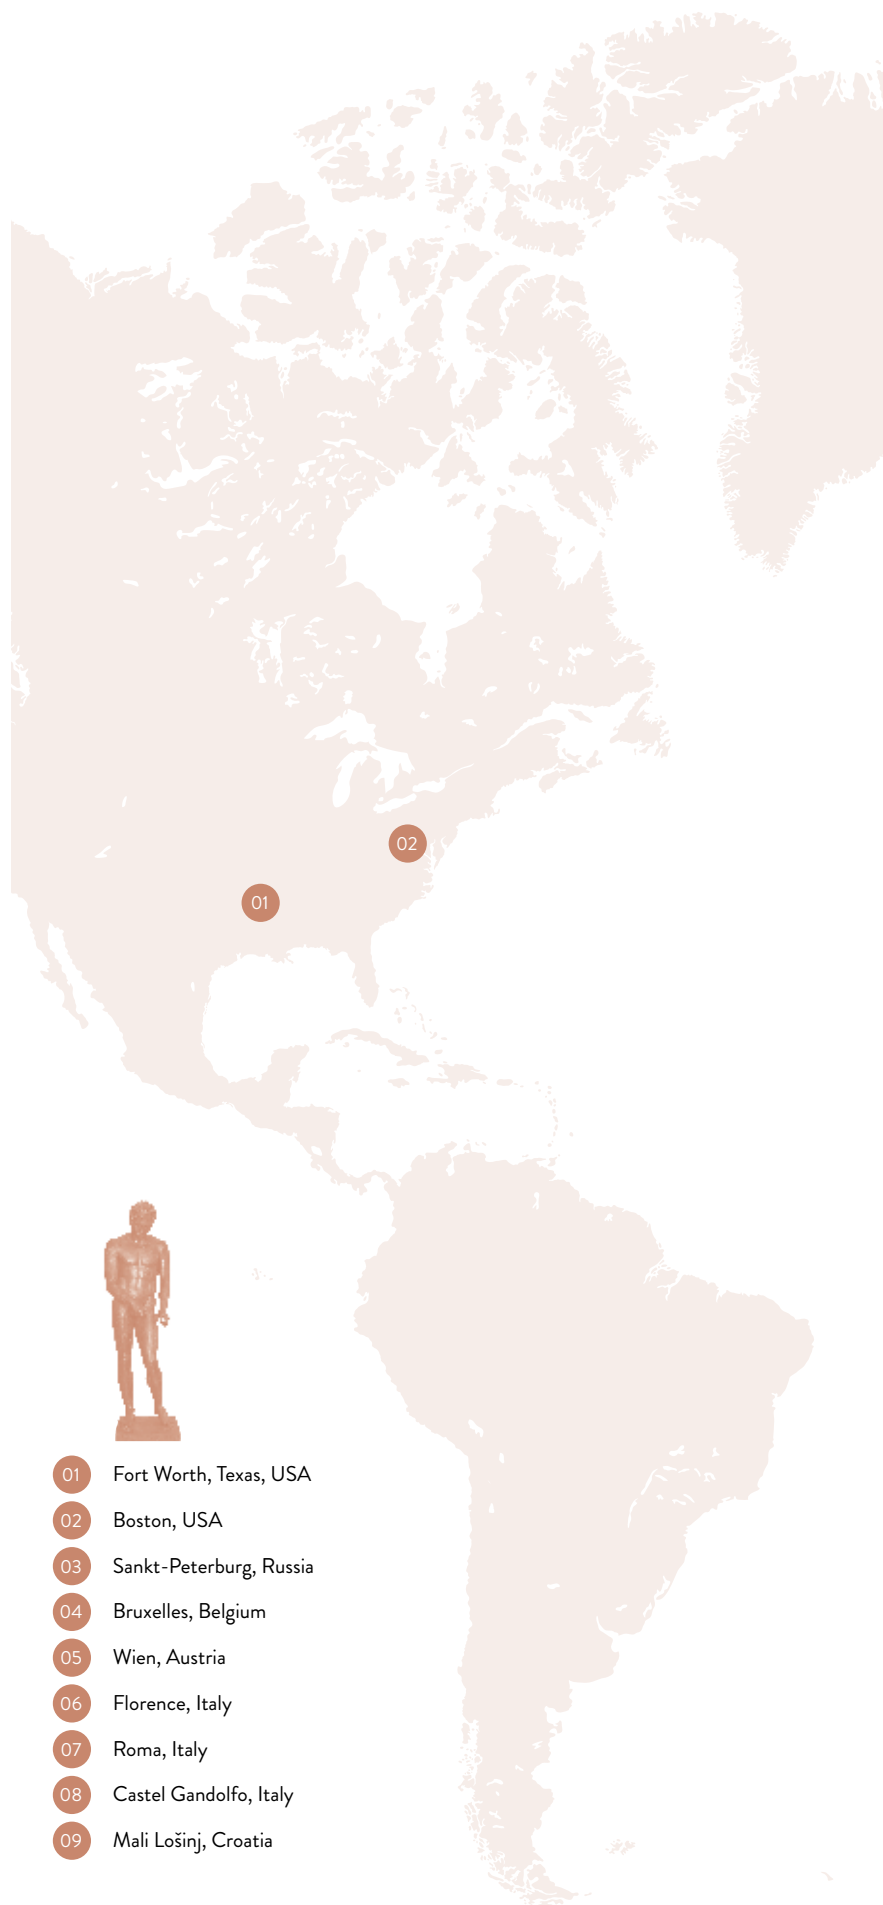 02
01
01 Fort Worth, Texas, USA
02 Boston, USA
03 Sankt-Peterburg, Russia
04 Bruxelles, Belgium
05 Wien, Austria
06 Florence, Italy
07 Roma, Italy
08 Castel Gandolfo, Italy
09 Mali Lošinj, Croatia